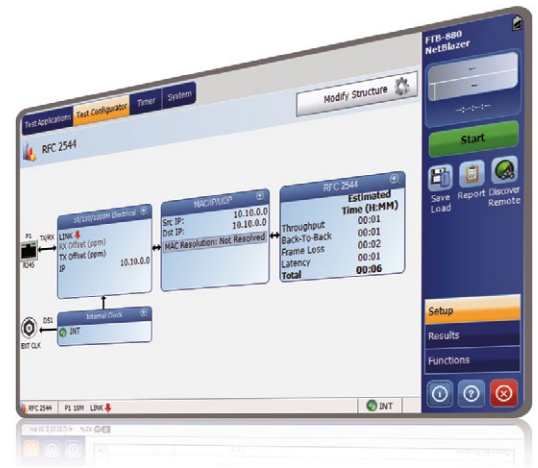 FTB-880
NetBlazer
--
--
--:--:--
Test Applications
Test Configurator
Timer
System
RFC 2544
Modify Structure
Start
Save Load
Report
Discover Remote
P1
TX/RX
RJ45
10/100/1000M Electrical
LINK
RX Offset (ppm)
TX Offset (ppm)
IP 10.10.0.0
MAC/IP/UDP
Src IP: 10.10.0.0
Dst IP: 10.10.0.0
MAC Resolution: Not Resolved
RFC 2544
Estimated
Time (H:MM)
Throughput 00:01
Back-To-Back 00:01
Frame Loss 00:02
Latency 00:01
Total 00:06
DS1
EXT CLK
Internal Clock
INT
Setup
Results
Functions
RFC 2544
P1 10M LINK
INT